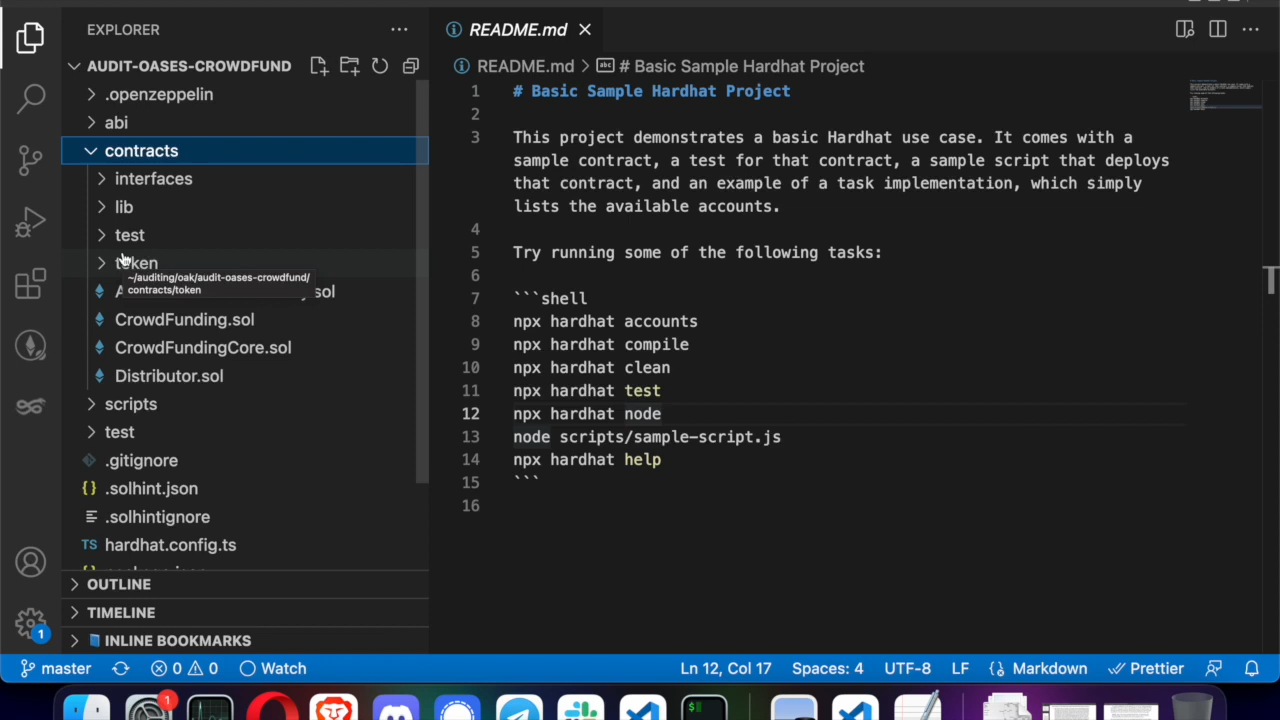 EXPLORER
AUDIT-OASES-CROWDFUND
.openzeppelin
abi
contracts
interfaces
lib
test
token
~/auditing/oak/audit-oases-crowdfund/
contracts/token
sol
CrowdFunding.sol
CrowdFundingCore.sol
Distributor.sol
scripts
test
.gitignore
{} .solhint.json
.solhintignore
TS hardhat.config.ts
OUTLINE
TIMELINE
INLINE BOOKMARKS
README.md
README.md > # Basic Sample Hardhat Project
1 # Basic Sample Hardhat Project
2
3 This project demonstrates a basic Hardhat use case. It comes with a
sample contract, a test for that contract, a sample script that deploys
that contract, and an example of a task implementation, which simply
lists the available accounts.
4
5 Try running some of the following tasks:
6
7 ```shell
8 npx hardhat accounts
9 npx hardhat compile
10 npx hardhat clean
11 npx hardhat test
12 npx hardhat node
13 node scripts/sample-script.js
14 npx hardhat help
15 ```
16
1
master 0 0 Watch Ln 12, Col 17 Spaces: 4 UTF-8 LF {} Markdown Prettier
1
$